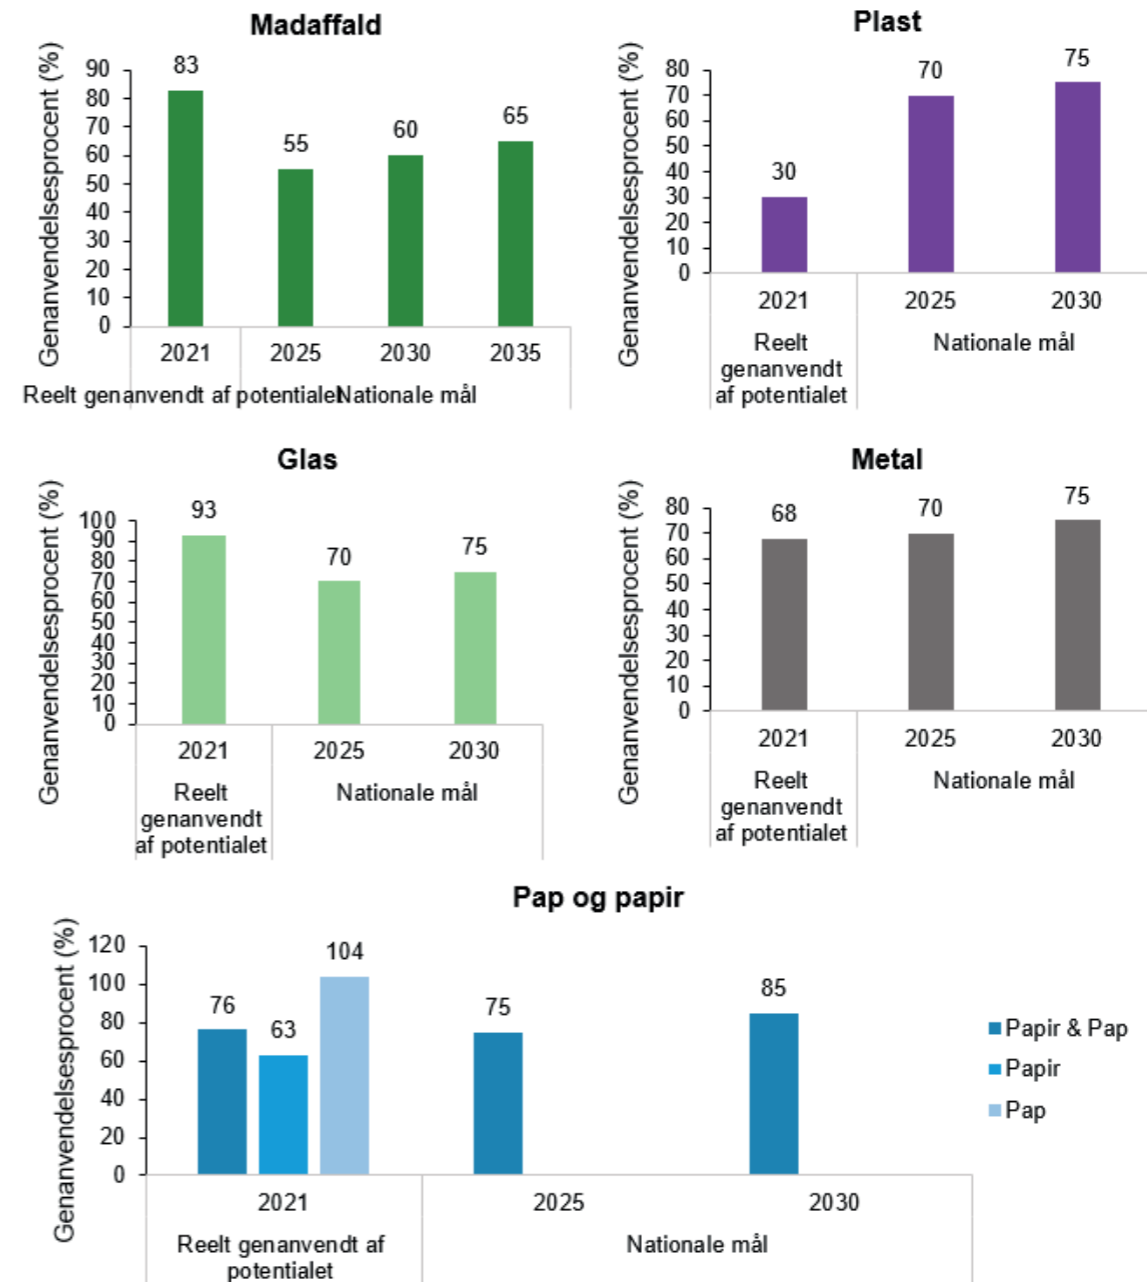 Madaffald
Genanvendelsesprocent (%)
90
80
70
60
50
40
30
20
10
0
83
55
60
65
2021
2025
2030
2035
Reelt genanvendt af potentialet
Nationale mål
Plast
Genanvendelsesprocent (%)
80
70
60
50
40
30
20
10
0
30
70
75
2021
2025
2030
Reelt
genanvendt
af potentialet
Nationale mål
Glas
Genanvendelsesprocent (%)
100
90
80
70
60
50
40
30
20
10
0
93
70
75
2021
2025
2030
Reelt
genanvendt
af potentialet
Nationale mål
Metal
Genanvendelsesprocent (%)
80
70
60
50
40
30
20
10
0
68
70
75
2021
2025
2030
Reelt
genanvendt
af potentialet
Nationale mål
Pap og papir
Genanvendelsesprocent (%)
120
100
80
60
40
20
0
76
63
104
75
85
2021
2025
2030
Reelt genanvendt af
potentialet
Nationale mål
Papir & Pap
Papir
Pap